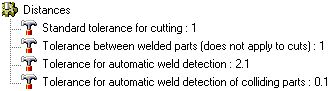 Distances
Standard tolerance for cutting : 1
Tolerance between welded parts (does not apply to cuts) : 1
Tolerance for automatic weld detection : 2.1
Tolerance for automatic weld detection of colliding parts : 0.1